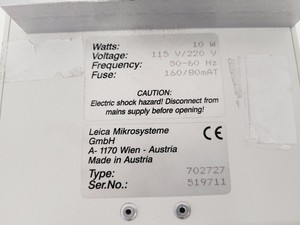 Watts: 10 W
Voltage: 115 V/220 V
Frequency: 50-60 Hz
Fuse: 160/80mAT
CAUTION:
Electric shock hazard! Disconnect from
mains supply before opening!
Leica Mikrosysteme
GmbH CE
A- 1170 Wien - Austria
Made in Austria
Type: 702727
Ser.No.: 519711